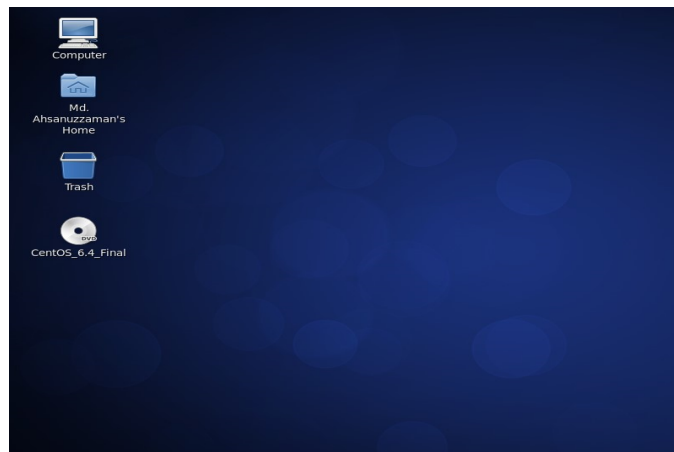 Computer
Md.
Ahsanuzzaman's
Home
Trash
DVD
CentOS_6.4_Final